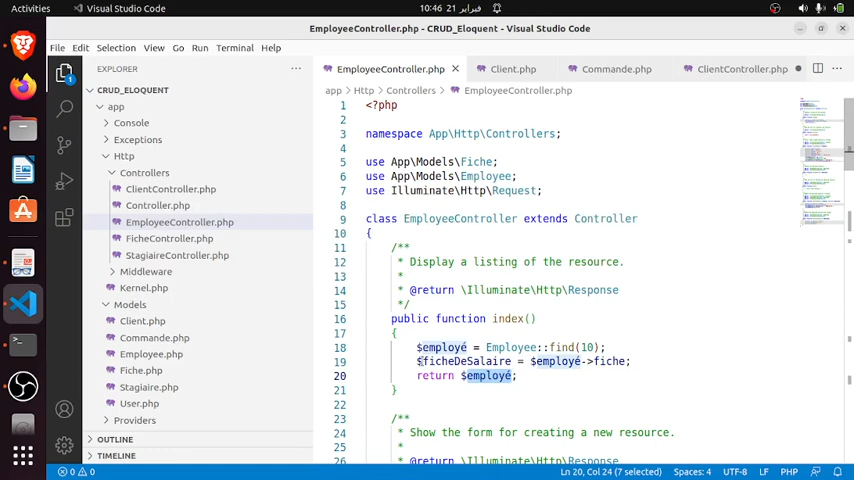 Activities
Visual Studio Code
10:46 21 فبراير
EmployeeController.php - CRUD_Eloquent - Visual Studio Code
File Edit Selection View Go Run Terminal Help
EXPLORER
CRUD_ELOQUENT
app
Console
Exceptions
Http
Controllers
ClientController.php
Controller.php
EmployeeController.php
FicheController.php
StagiaireController.php
Middleware
Kernel.php
Models
Client.php
Commande.php
Employee.php
Fiche.php
Stagiaire.php
User.php
Providers
OUTLINE
TIMELINE
1
EmployeeController.php Client.php Commande.php ClientController.php
app > Http > Controllers > EmployeeController.php
1 <?php
2
3 namespace App\Http\Controllers;
4
5 use App\Models\Fiche;
6 use App\Models\Employee;
7 use Illuminate\Http\Request;
8
9 class EmployeeController extends Controller
10 {
11 /**
12 * Display a listing of the resource.
13 *
14 * @return \Illuminate\Http\Response
15 */
16 public function index()
17 {
18 $employé = Employee::find(10);
19 $ficheDeSalaire = $employé->fiche;
20 return $employé;
21 }
22
23 /**
24 * Show the form for creating a new resource.
25 *
26 * @return \Illuminate\Http\Response
0 0 Ln 20, Col 24 (7 selected) Spaces: 4 UTF-8 LF PHP